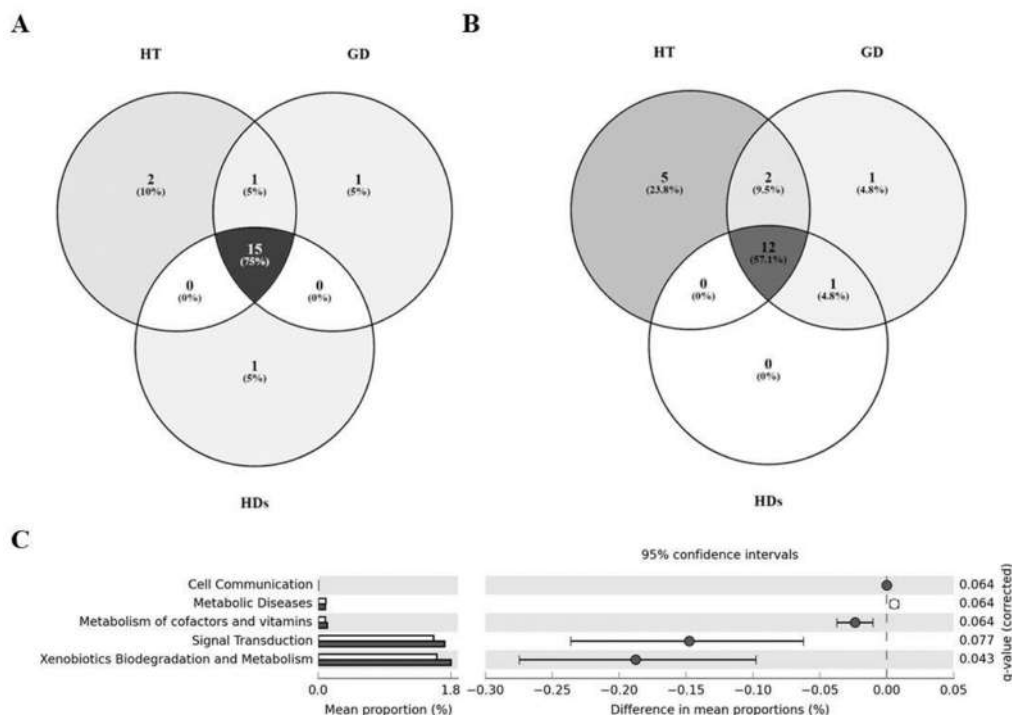 A
B
HT
GD
HT
GD
2
(10%)
1
(5%)
1
(5%)
5
(23.8%)
2
(9.5%)
1
(4.8%)
15
(75%)
12
(57.1%)
0
(0%)
0
(0%)
0
(0%)
1
(4.8%)
1
(5%)
0
(0%)
HDs
HDs
C
95% confidence intervals
Cell Communication
0.064
Metabolic Diseases
0.064
Metabolism of cofactors and vitamins
0.064
Signal Transduction
0.077
Xenobiotics Biodegradation and Metabolism
0.043
q-value (corrected)
0.0 1.8
Mean proportion (%)
−0.30 −0.25 −0.20 −0.15 −0.10 −0.05 0.00 0.05
Difference in mean proportions (%)